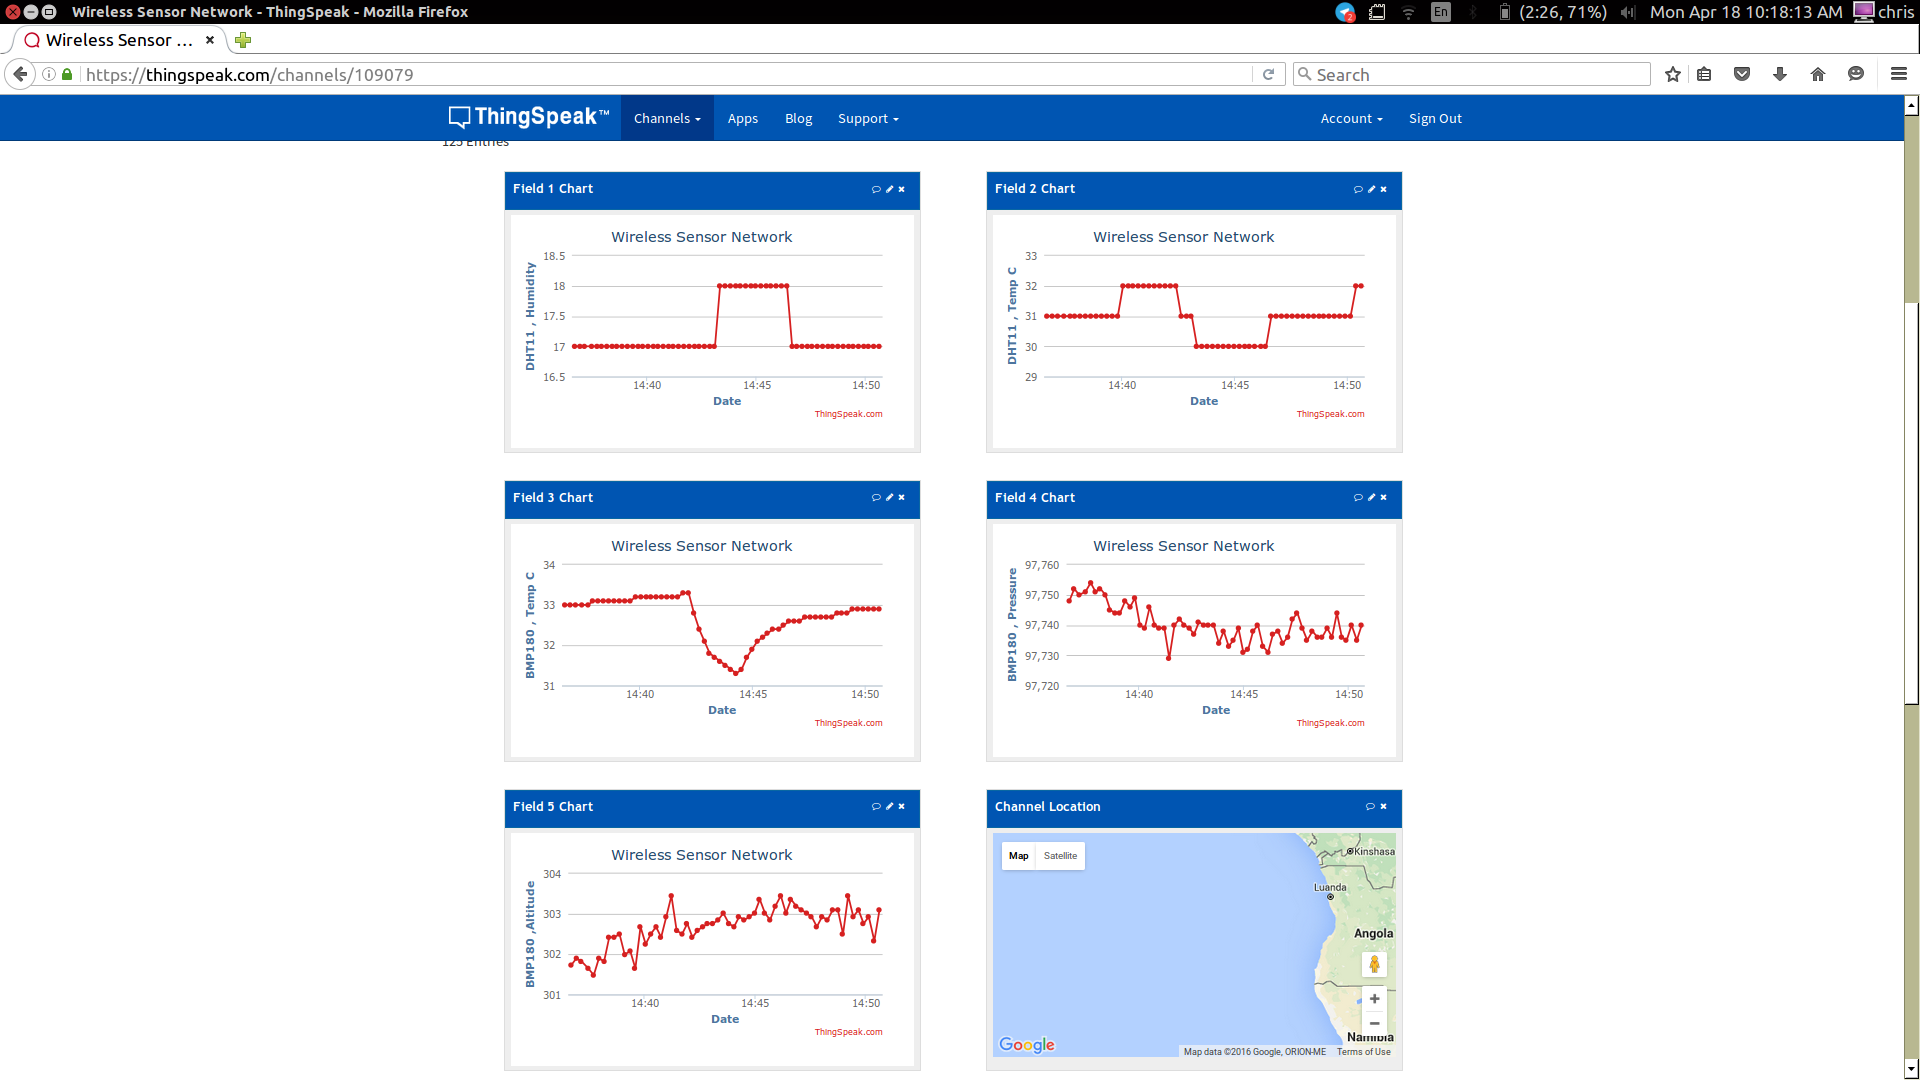 Wireless Sensor Network - ThingSpeak - Mozilla Firefox
2
En
(2:26, 71%)
Mon Apr 18 10:18:13 AM
chris
Wireless Sensor ...
https://thingspeak.com/channels/109079
Search
ThingSpeak™
Channels
Apps
Blog
Support
Account
Sign Out
125 Entries
Field 1 Chart
Wireless Sensor Network
DHT11 , Humidity
18.5
18
17.5
17
16.5
14:40
14:45
14:50
Date
ThingSpeak.com
Field 2 Chart
Wireless Sensor Network
DHT11 , Temp C
33
32
31
30
29
14:40
14:45
14:50
Date
ThingSpeak.com
Field 3 Chart
Wireless Sensor Network
BMP180 , Temp C
34
33
32
31
14:40
14:45
14:50
Date
ThingSpeak.com
Field 4 Chart
Wireless Sensor Network
BMP180 , Pressure
97,760
97,750
97,740
97,730
97,720
14:40
14:45
14:50
Date
ThingSpeak.com
Field 5 Chart
Wireless Sensor Network
BMP180 ,Altitude
304
303
302
301
14:40
14:45
14:50
Date
ThingSpeak.com
Channel Location
Map
Satellite
Kinshasa
Luanda
Angola
Namibia
Google
Map data ©2016 Google, ORION-ME
Terms of Use